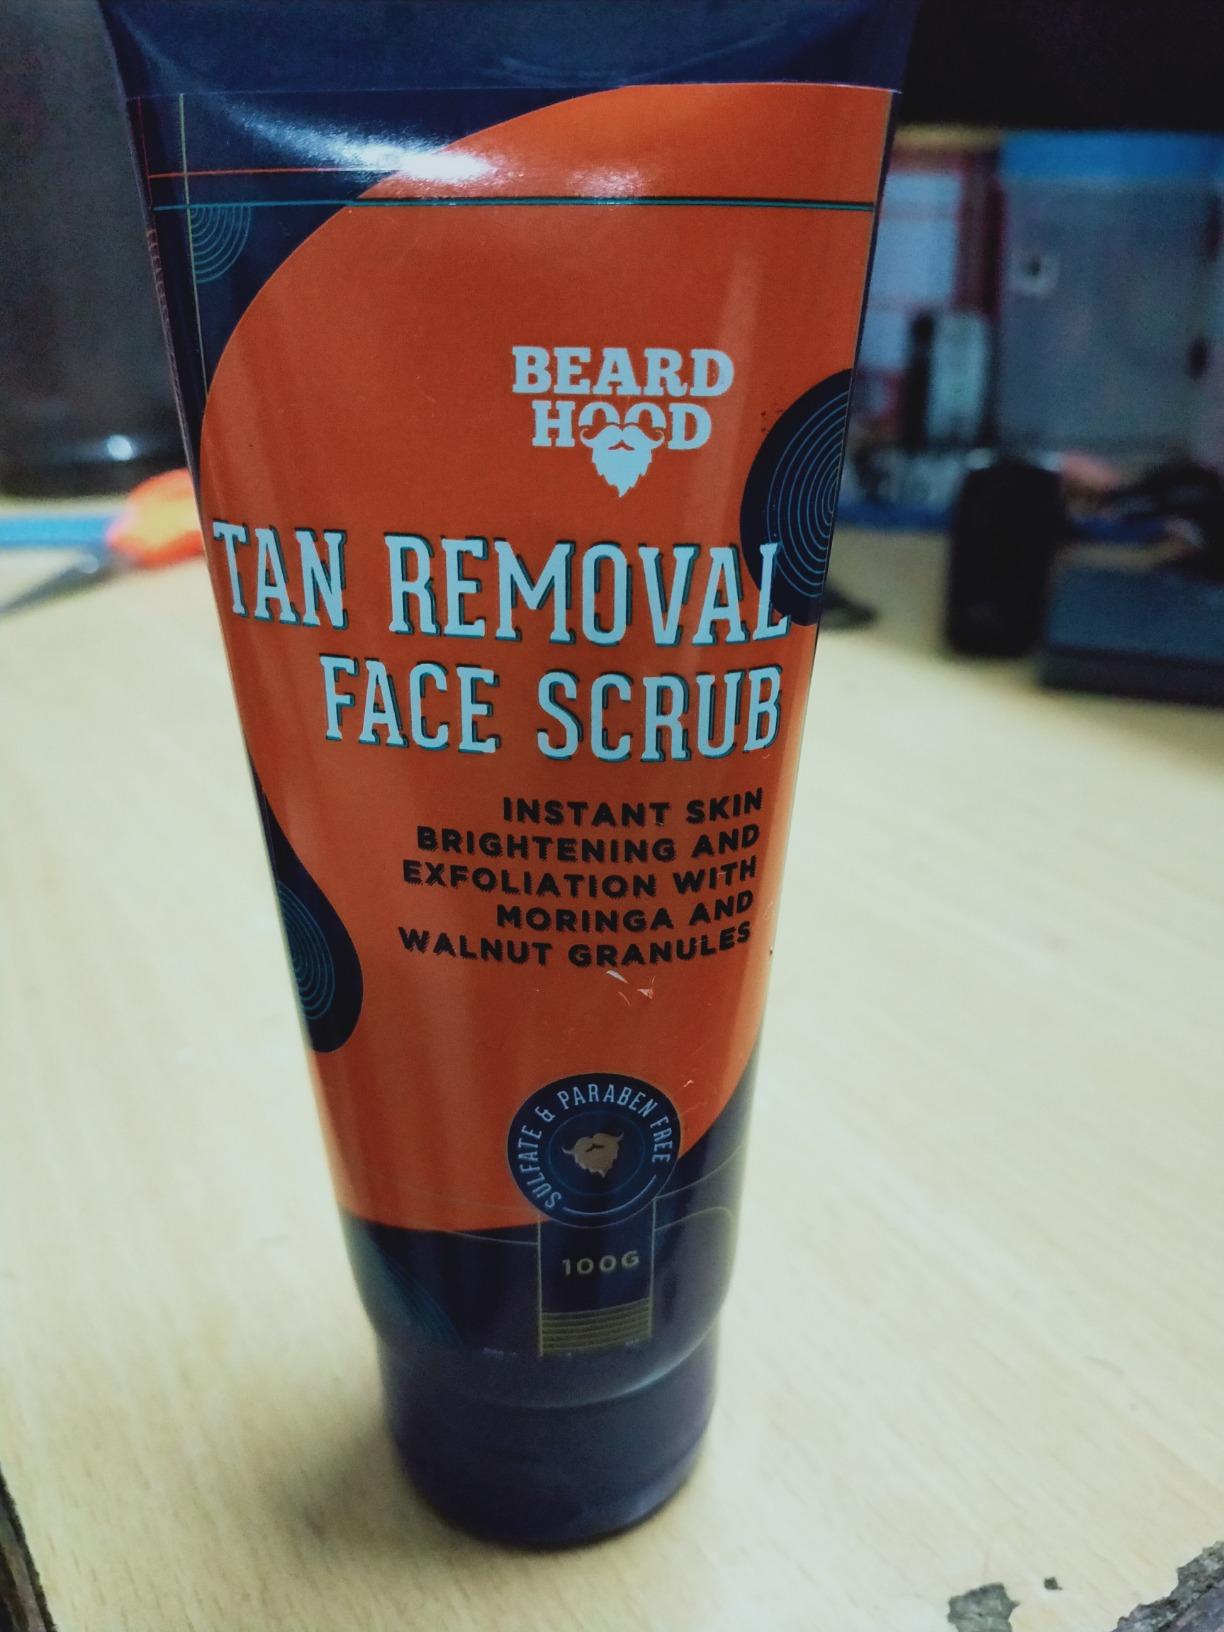 BEARD
HOOD
TAN REMOVAL
FACE SCRUB
INSTANT SKIN
BRIGHTENING AND
EXFOLIATION WITH
MORINGA AND
WALNUT GRANULES
SULFATE & PARABEN FREE
100G